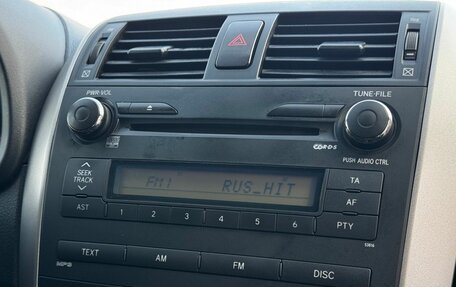 PWR·VOL
TUNE·FILE
R·D·S
PUSH AUDIO CTRL
SEEK
TRACK
FM1 RUS_HIT
TA
AF
AST 1 2 3 4 5 6 PTY
TEXT AM FM DISC